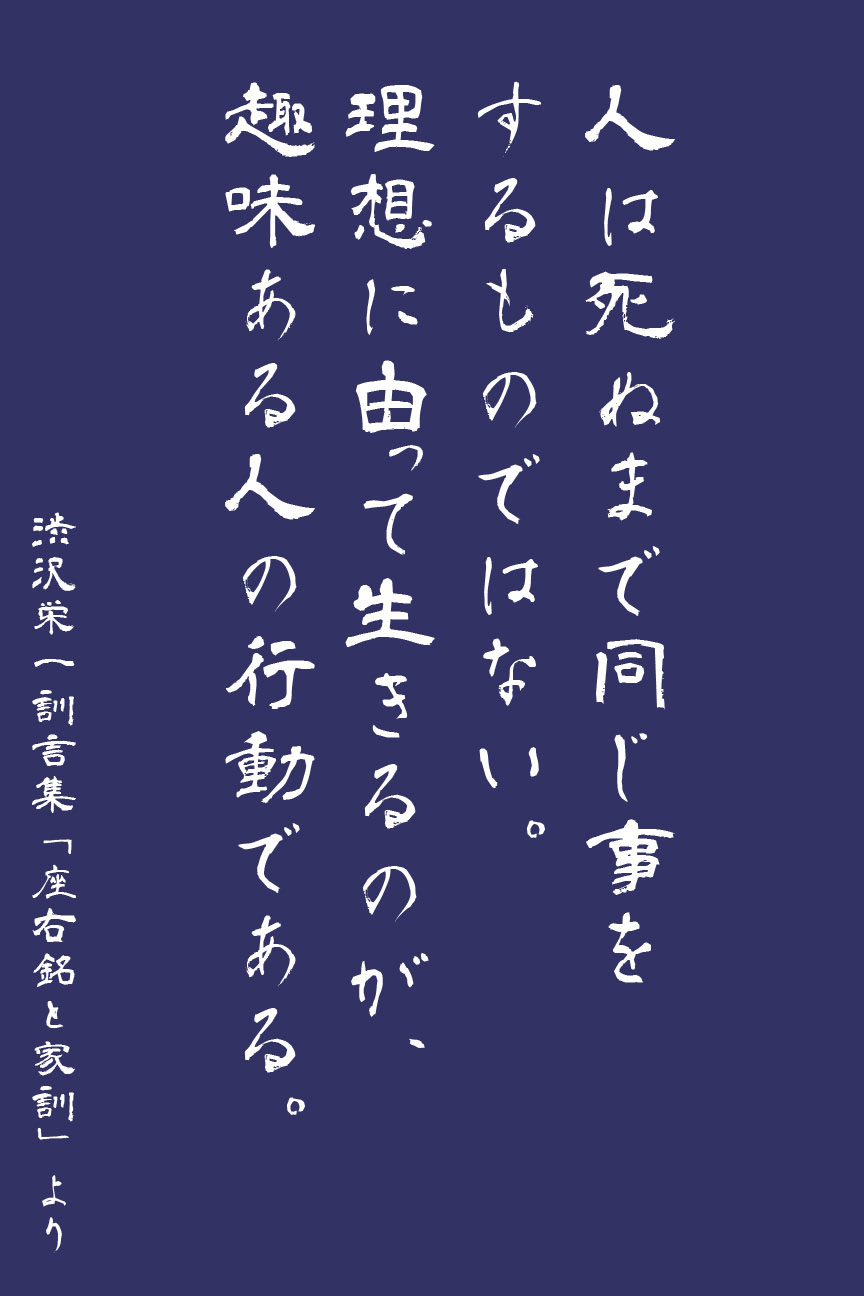 人は死ぬまで同じ事を
するものではない。
理想に由って生きるのが、
趣味ある人の行動である。
渋沢栄一訓言集「座右銘と家訓」より